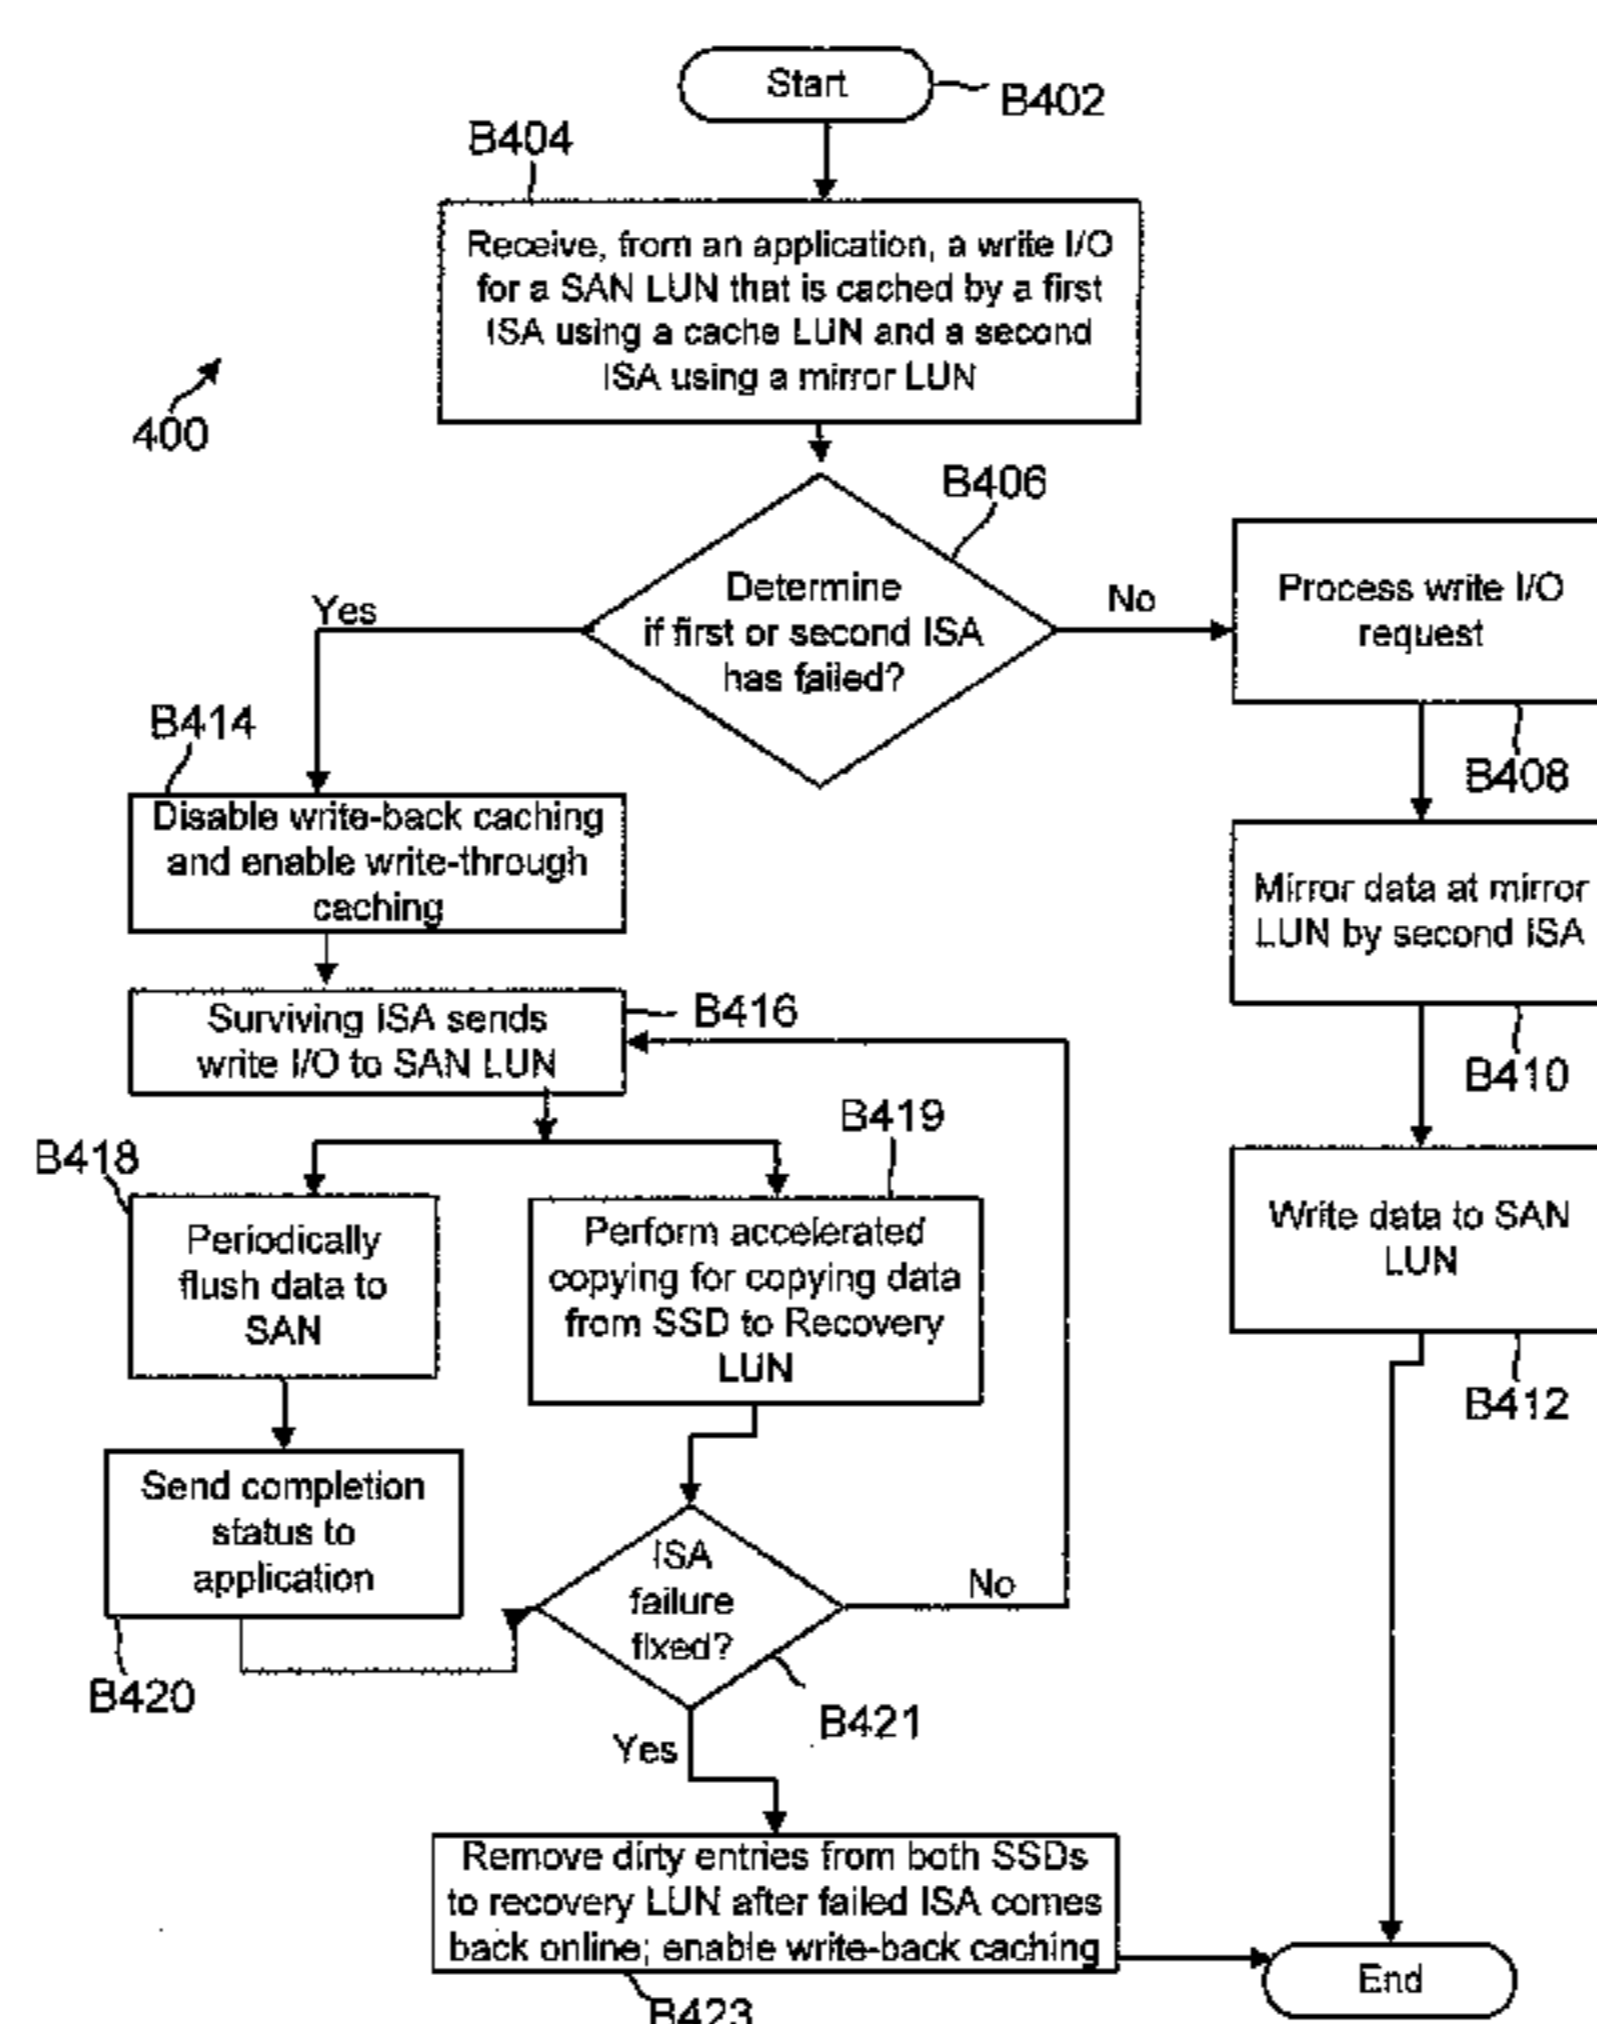 Start
B402
B404
Receive, from an application, a write I/O
for a SAN LUN that is cached by a first
ISA using a cache LUN and a second
ISA using a mirror LUN
400
B406
Determine
if first or second ISA
has failed?
Yes
No
Process write I/O
request
B408
B414
Disable write-back caching
and enable write-through
caching
Mirror data at mirror
LUN by second ISA
B410
Surviving ISA sends
write I/O to SAN LUN
B416
B418
Periodically
flush data to
SAN
B419
Perform accelerated
copying for copying data
from SSD to Recovery
LUN
Write data to SAN
LUN
B412
Send completion
status to
application
B420
ISA
failure
fixed?
No
B421
Yes
Remove dirty entries from both SSDs
to recovery LUN after failed ISA comes
back online; enable write-back caching
B423
End